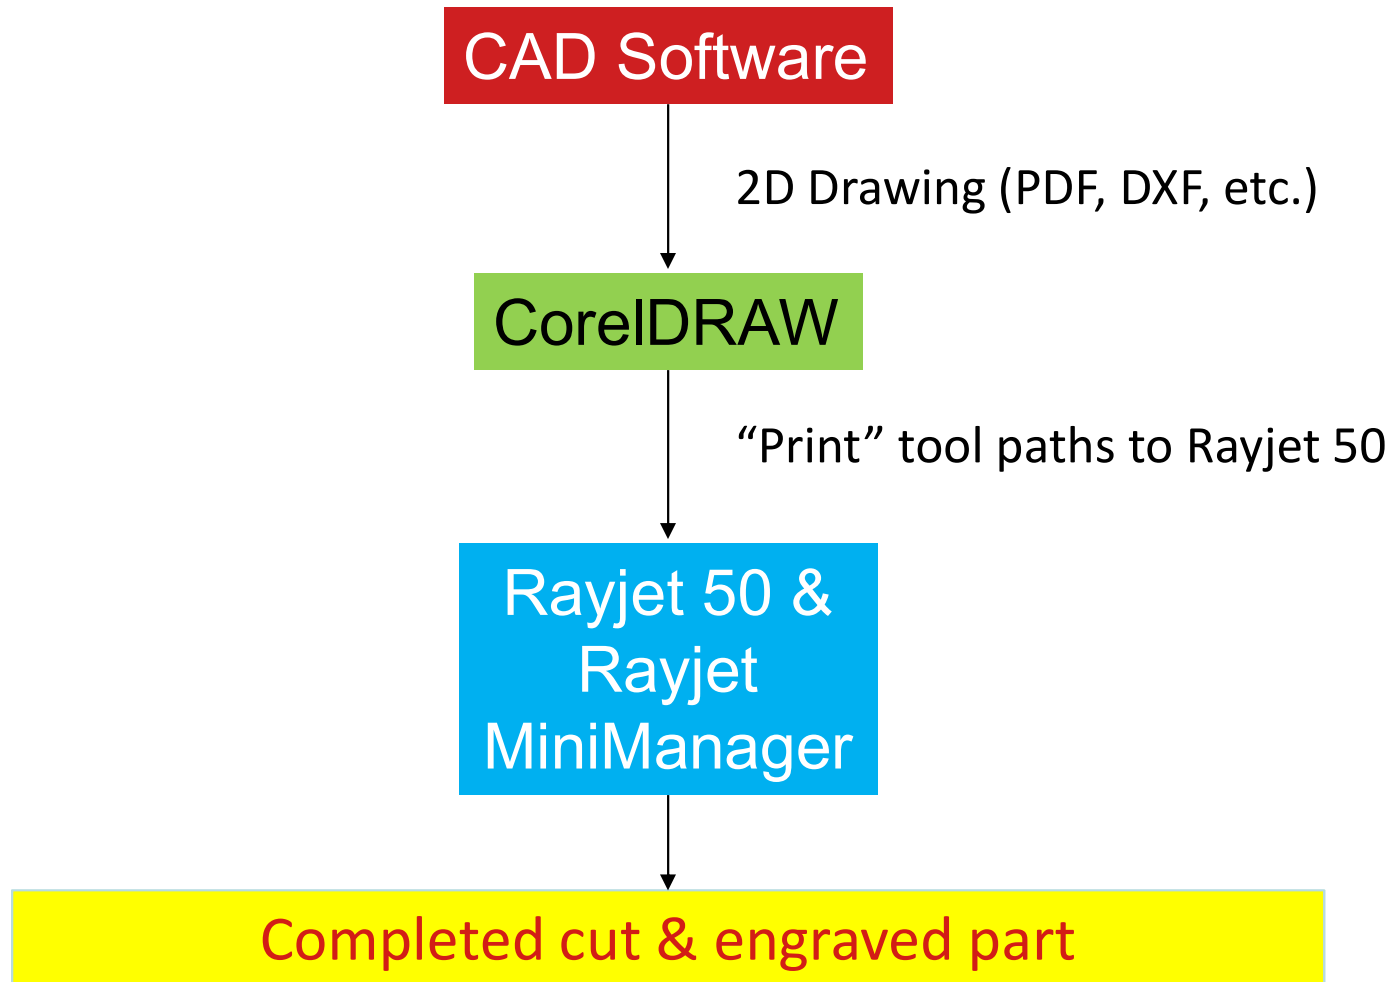 CAD Software
2D Drawing (PDF, DXF, etc.)
CorelDRAW
“Print” tool paths to Rayjet 50
Rayjet 50 &
Rayjet
MiniManager
Completed cut & engraved part